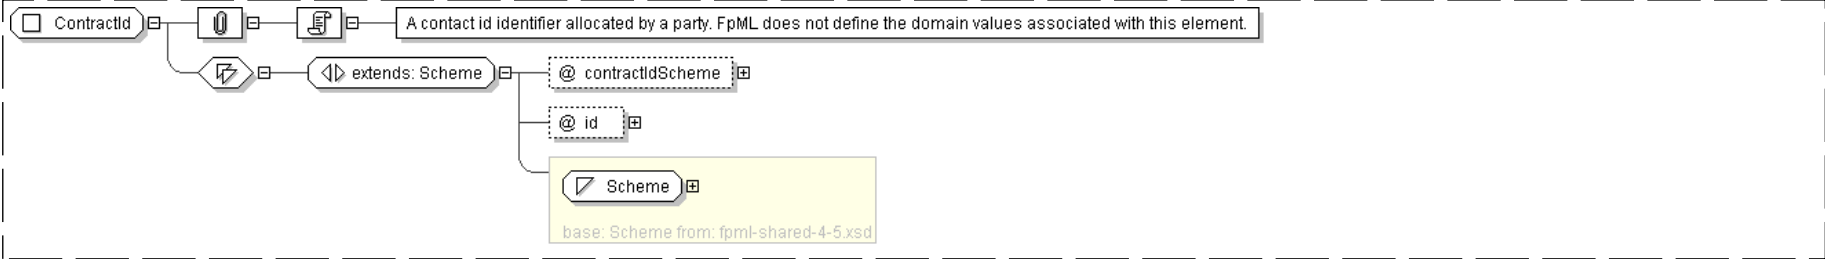 ContractId
A contact id identifier allocated by a party. FpML does not define the domain values associated with this element.
extends: Scheme
@ contractIdScheme
@ id
Scheme
base: Scheme from: fpml-shared-4-5.xsd